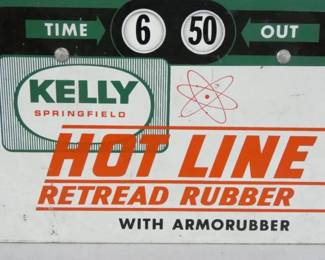 TIME 6 50 OUT
KELLY
SPRINGFIELD
HOT LINE
RETREAD RUBBER
WITH ARMORUBBER